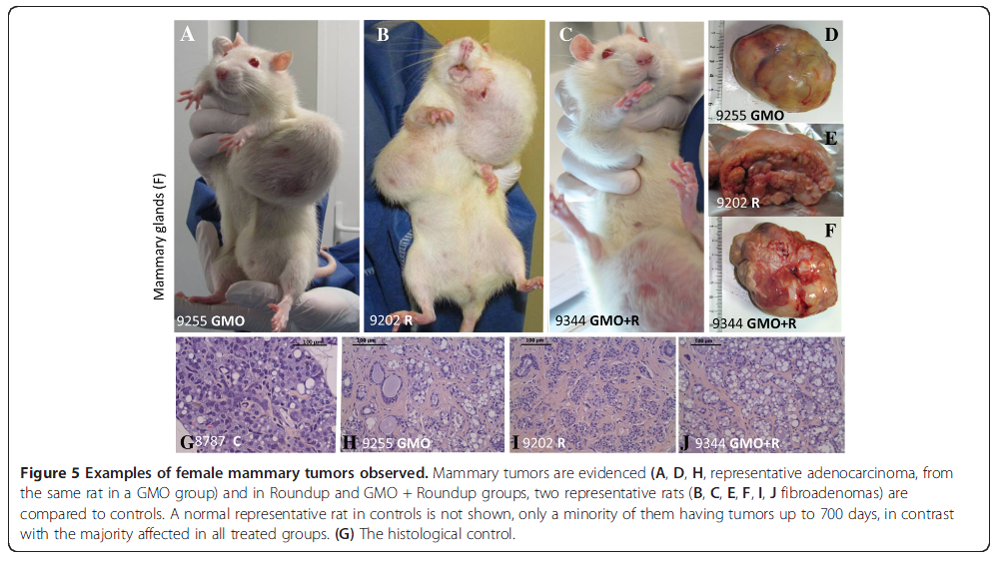 A
B
C
D
9255 GMO
E
9202 R
F
Mammary glands (F)
9255 GMO
9202 R
9344 GMO+R
9344 GMO+R
100 µm
100 µm
100 µm
100 µm
G 8787 C
H 9255 GMO
I 9202 R
J 9344 GMO+R
Figure 5 Examples of female mammary tumors observed. Mammary tumors are evidenced (A, D, H, representative adenocarcinoma, from
the same rat in a GMO group) and in Roundup and GMO + Roundup groups, two representative rats (B, C, E, F, I, J fibroadenomas) are
compared to controls. A normal representative rat in controls is not shown, only a minority of them having tumors up to 700 days, in contrast
with the majority affected in all treated groups. (G) The histological control.